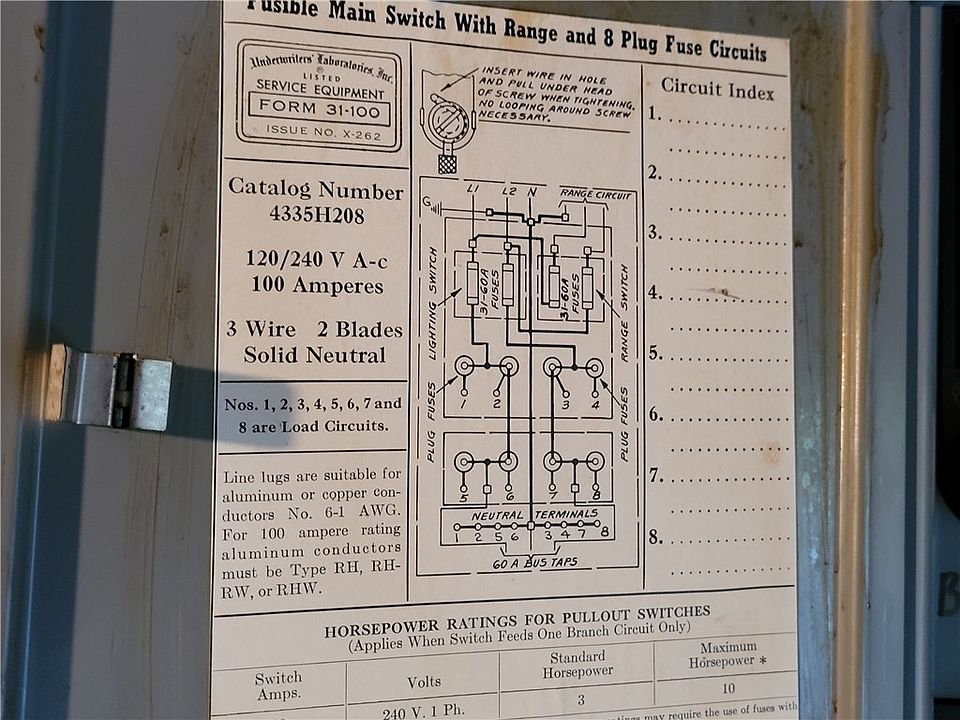 Fusible Main Switch With Range and 8 Plug Fuse Circuits
Underwriters' Laboratories, Inc.
LISTED
SERVICE EQUIPMENT
FORM 31-100
ISSUE NO. X-262
Catalog Number
4335H208
120/240 V A-c
100 Amperes
3 Wire 2 Blades
Solid Neutral
Nos. 1, 2, 3, 4, 5, 6, 7 and
8 are Load Circuits.
Line lugs are suitable for
aluminum or copper con-
ductors No. 6-1 AWG.
For 100 ampere rating
aluminum conductors
must be Type RH, RH-
RW, or RHW.
INSERT WIRE IN HOLE
AND PULL UNDER HEAD
OF SCREW WHEN TIGHTENING.
NO LOOPING AROUND SCREW
NECESSARY.
L1 L2 N RANGE CIRCUIT
G
LIGHTING SWITCH
31-60A
FUSES
31-60A
FUSES
RANGE SWITCH
PLUG FUSES
PLUG FUSES
1 2 3 4
5 6 7 8
NEUTRAL TERMINALS
1 2 5 6 3 4 7 8
60 A BUS TAPS
Circuit Index
1.
2.
3.
4.
5.
6.
7.
8.
HORSEPOWER RATINGS FOR PULLOUT SWITCHES
(Applies When Switch Feeds One Branch Circuit Only)
Switch
Amps.
Volts
Standard
Horsepower
Maximum
Horsepower *
240 V. 1 Ph.
3
10
may require the use of fuses with